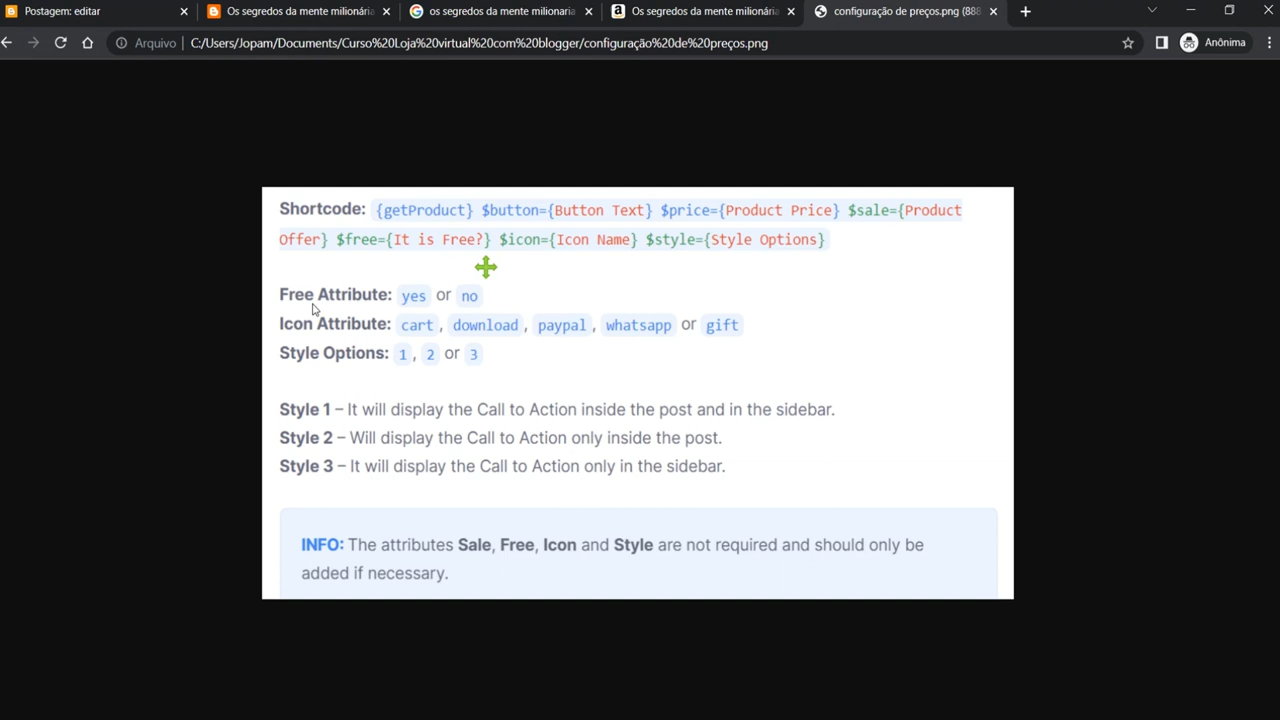 Postagem: editar
Os segredos da mente milionári
os segredos da mente milionaria
Os segredos da mente milionári
configuração de preços.png (888
Arquivo
C:/Users/Jopam/Documents/Curso%20Loja%20virtual%20com%20blogger/configuração%20de%20preços.png
Anônima
Shortcode: {getProduct} $button={Button Text} $price={Product Price} $sale={Product
Offer} $free={It is Free?} $icon={Icon Name} $style={Style Options}
Free Attribute: yes or no
Icon Attribute: cart, download, paypal, whatsapp or gift
Style Options: 1, 2 or 3
Style 1 – It will display the Call to Action inside the post and in the sidebar.
Style 2 – Will display the Call to Action only inside the post.
Style 3 – It will display the Call to Action only in the sidebar.
INFO: The attributes Sale, Free, Icon and Style are not required and should only be
added if necessary.